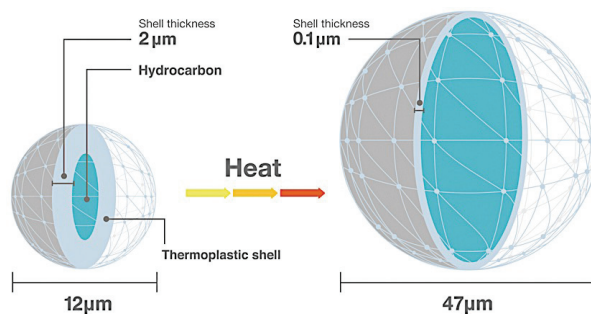 Shell thickness
2 µm
Hydrocarbon
Thermoplastic shell
12µm
Heat
Shell thickness
0.1µm
47µm